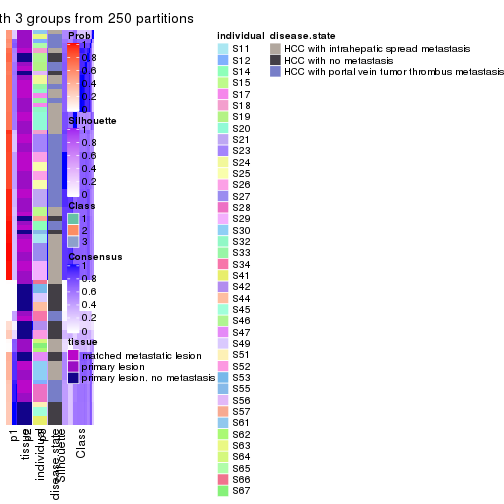 th 3 groups from 250 partitions
Prob
1
0.8
0.6
0.4
0.2
0
Silhouette
1
0.8
0.6
0.4
0.2
0
Class
1
2
3
Consensus
1
0.8
0.6
0.4
0.2
0
tissue
matched metastatic lesion
primary lesion
primary lesion. no metastasis
individual
S11
S12
S14
S15
S17
S18
S19
S20
S21
S23
S24
S25
S26
S27
S28
S29
S30
S32
S33
S34
S41
S42
S44
S45
S46
S47
S49
S51
S52
S53
S55
S56
S57
S61
S62
S63
S64
S65
S66
S67
disease.state
HCC with intrahepatic spread metastasis
HCC with no metastasis
HCC with portal vein tumor thrombus metastasis
p1
tissue
individual
disease.state
Silhouette
Class